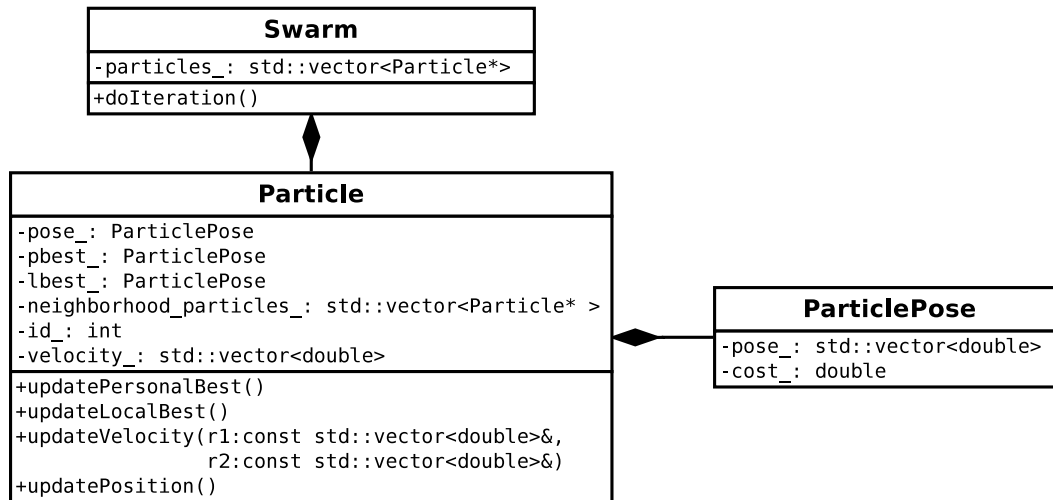 Swarm
-particles_: std::vector<Particle*>
+doIteration()
Particle
-pose_: ParticlePose
-pbest_: ParticlePose
-lbest_: ParticlePose
-neighborhood_particles_: std::vector<Particle* >
-id_: int
-velocity_: std::vector<double>
+updatePersonalBest()
+updateLocalBest()
+updateVelocity(r1:const std::vector<double>&,
r2:const std::vector<double>&)
+updatePosition()
ParticlePose
-pose_: std::vector<double>
-cost_: double